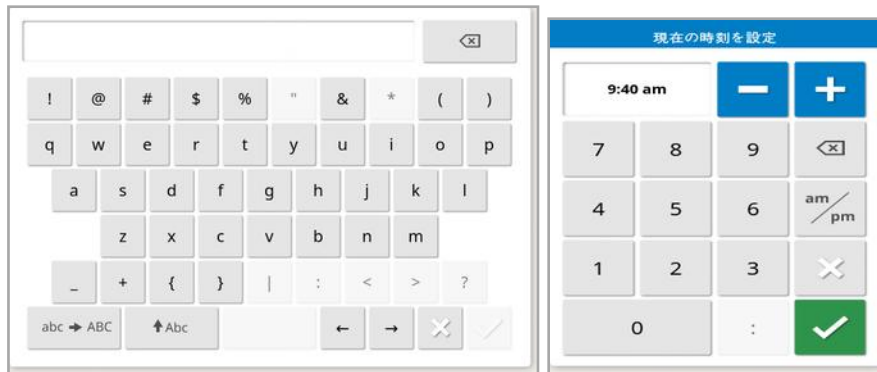 ! @ # $ % " & * ( )
q w e r t y u i o p
a s d f g h j k l
z x c v b n m
_ + { } | : < > ?
abc ➔ ABC ⬆Abc ← →
現在の時刻を設定
9:40 am − +
7 8 9
4 5 6 am/pm
1 2 3
0 :